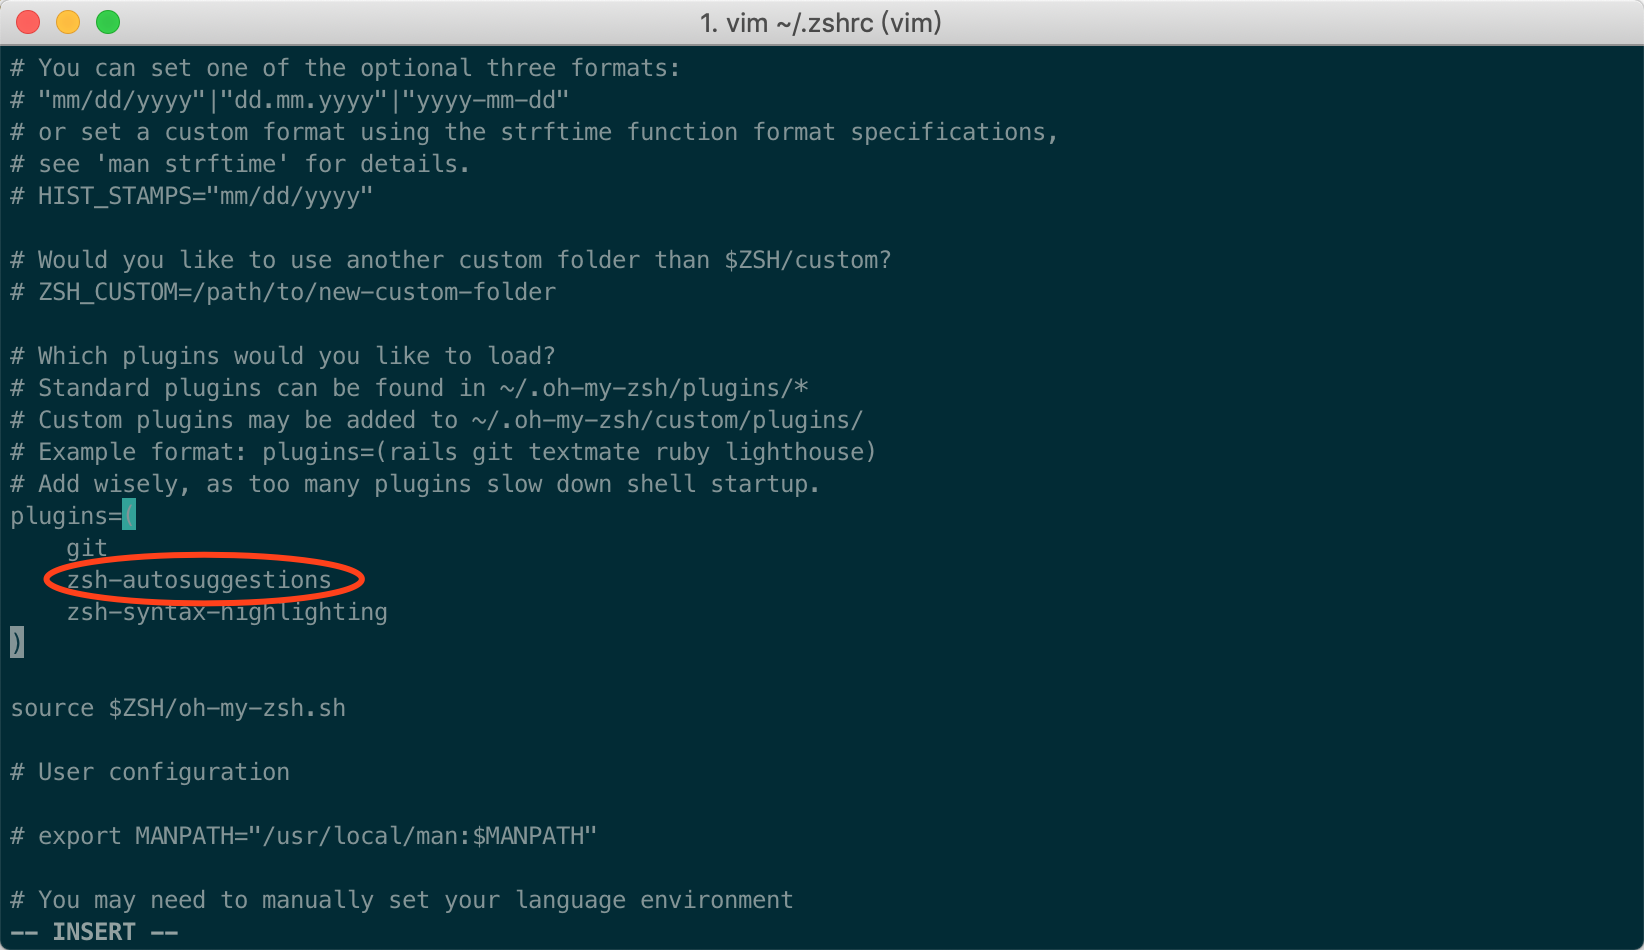 1. vim ~/.zshrc (vim)
# You can set one of the optional three formats:
# "mm/dd/yyyy"|"dd.mm.yyyy"|"yyyy-mm-dd"
# or set a custom format using the strftime function format specifications,
# see 'man strftime' for details.
# HIST_STAMPS="mm/dd/yyyy"
# Would you like to use another custom folder than $ZSH/custom?
# ZSH_CUSTOM=/path/to/new-custom-folder
# Which plugins would you like to load?
# Standard plugins can be found in ~/.oh-my-zsh/plugins/*
# Custom plugins may be added to ~/.oh-my-zsh/custom/plugins/
# Example format: plugins=(rails git textmate ruby lighthouse)
# Add wisely, as too many plugins slow down shell startup.
plugins=(
git
zsh-autosuggestions
zsh-syntax-highlighting
)
source $ZSH/oh-my-zsh.sh
# User configuration
# export MANPATH="/usr/local/man:$MANPATH"
# You may need to manually set your language environment
-- INSERT --